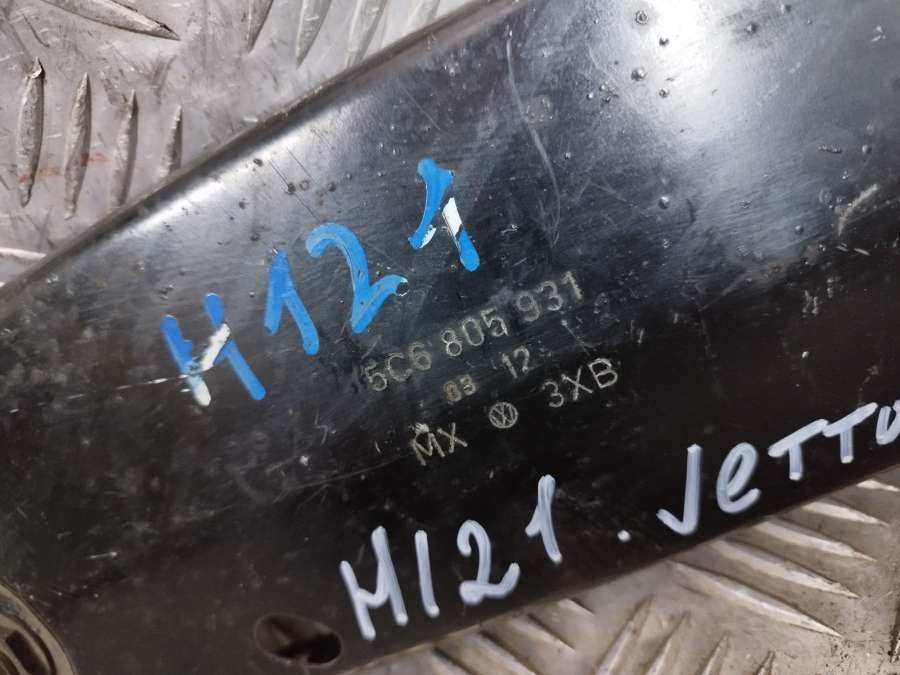 H121
5C6 805 931
03 12
MX 3XB
H121. Jetta